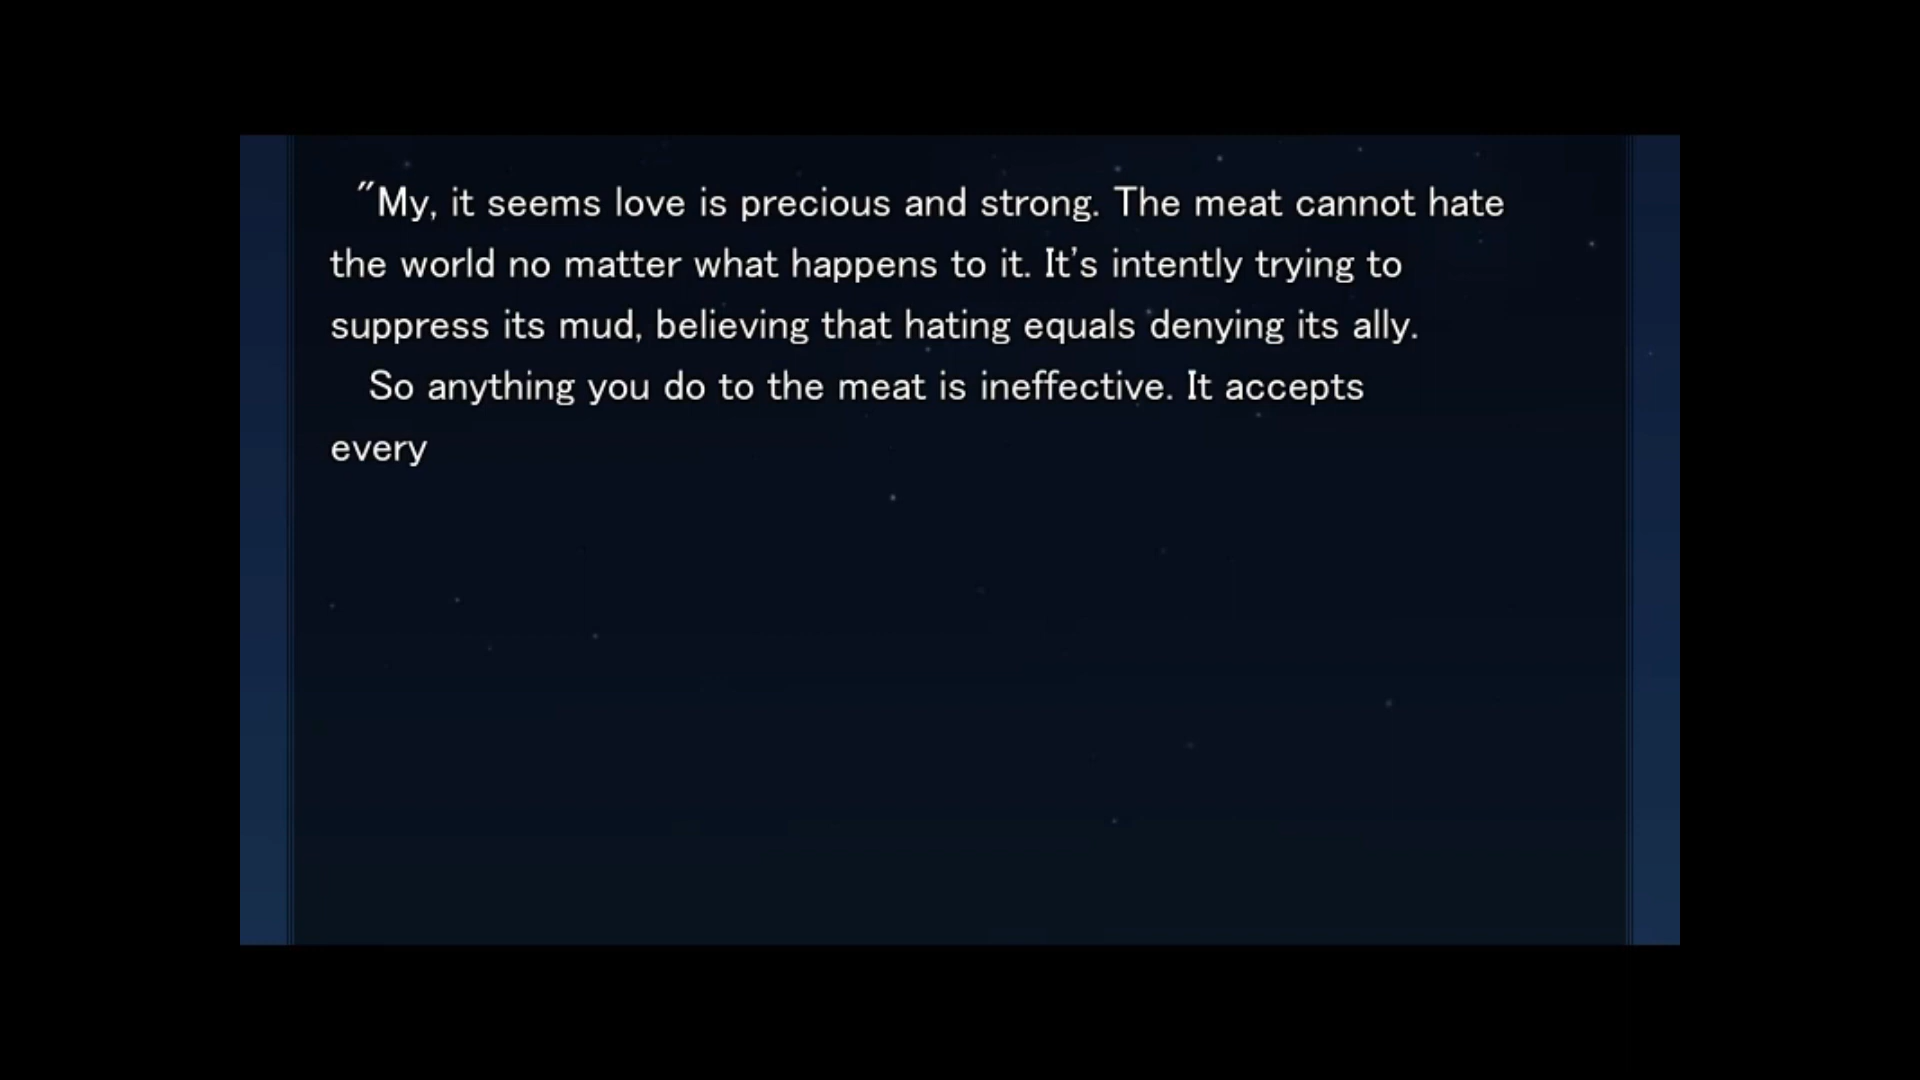 "My, it seems love is precious and strong. The meat cannot hate
the world no matter what happens to it. It's intently trying to
suppress its mud, believing that hating equals denying its ally.
So anything you do to the meat is ineffective. It accepts
every